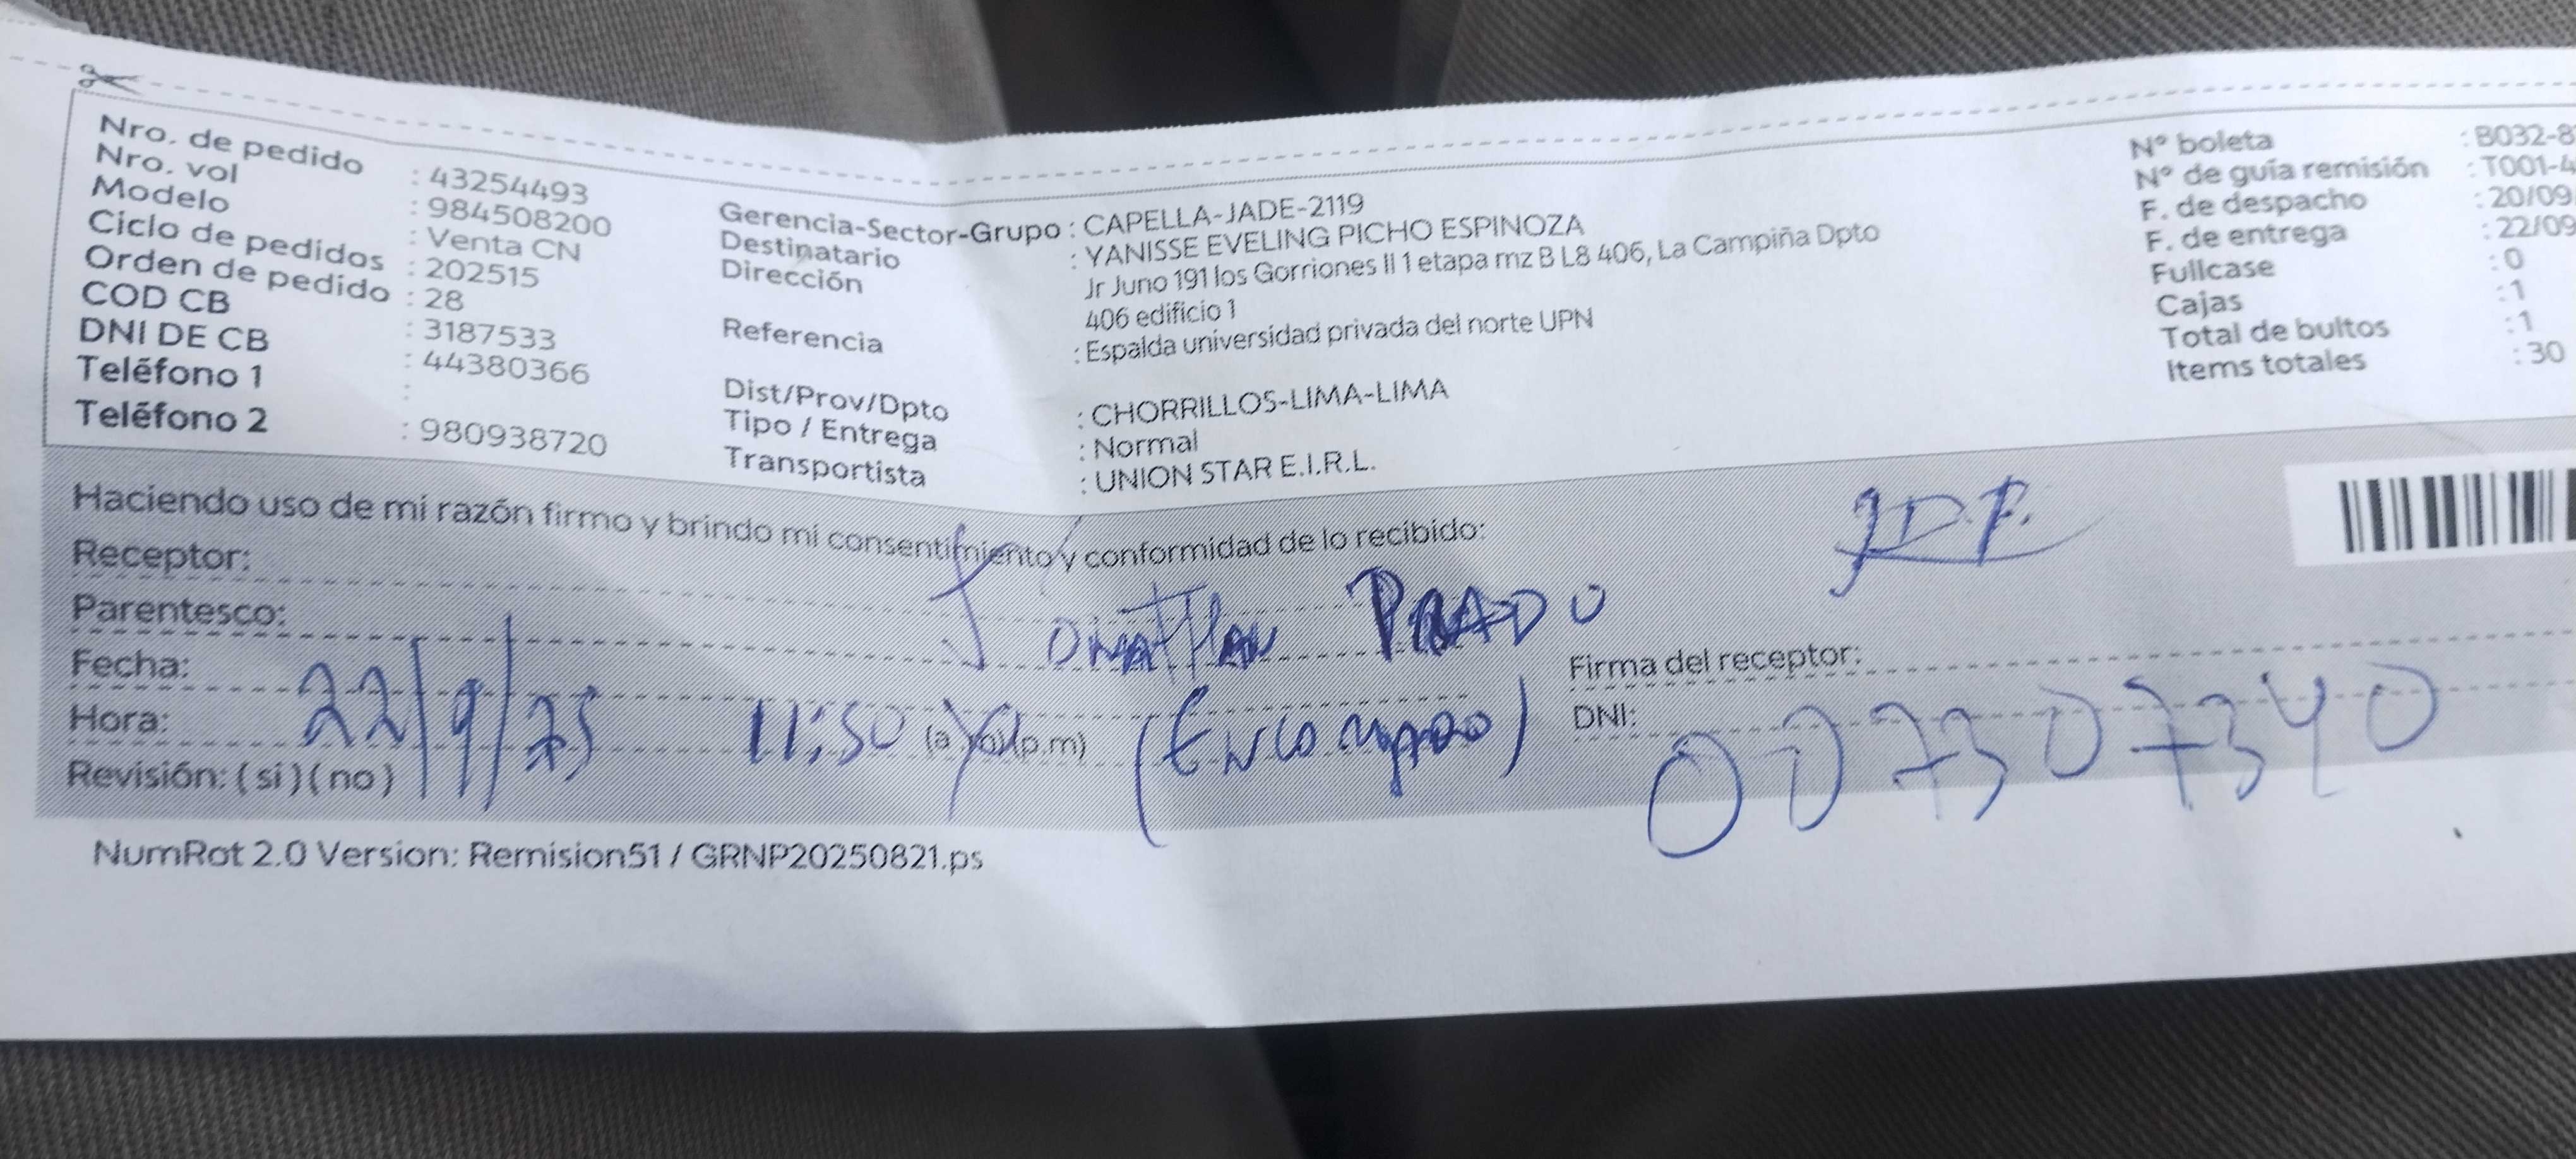 Nro. de pedido : 43254493
Nro. vol : 984508200
Modelo : Venta CN
Ciclo de pedidos : 202515
Orden de pedido : 28
COD CB : 3187533
DNI DE CB : 44380366
Teléfono 1 :
Teléfono 2 : 980938720
Gerencia-Sector-Grupo : CAPELLA-JADE-2119
Destinatario : YANISSE EVELING PICHO ESPINOZA
Dirección Jr Juno 191 los Gorriones II 1 etapa mz B L8 406, La Campiña Dpto
406 edificio 1
Referencia : Espalda universidad privada del norte UPN
Dist/Prov/Dpto : CHORRILLOS-LIMA-LIMA
Tipo / Entrega : Normal
Transportista : UNION STAR E.I.R.L.
N° boleta : B032-8
N° de guía remisión : T001-4
F. de despacho : 20/09
F. de entrega : 22/09
Fullcase : 0
Cajas : 1
Total de bultos : 1
Items totales : 30
Haciendo uso de mi razón firmo y brindo mi consentimiento y conformidad de lo recibido:
J.D.P.
Receptor: Jonathan PRADO
Parentesco:
Fecha: 22/9/25
Firma del receptor:
Hora: 11:50 (a.m)(p.m)
DNI: 007307340
Revisión: (si) (no)
NumRot 2.0 Version: Remision51 / GRNP20250821.ps